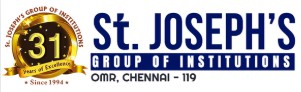 St. JOSEPH'S GROUP OF INSTITUTIONS
31
Years of Excellence
• Since 1994 •
St. JOSEPH'S
GROUP OF INSTITUTIONS
OMR, CHENNAI - 119